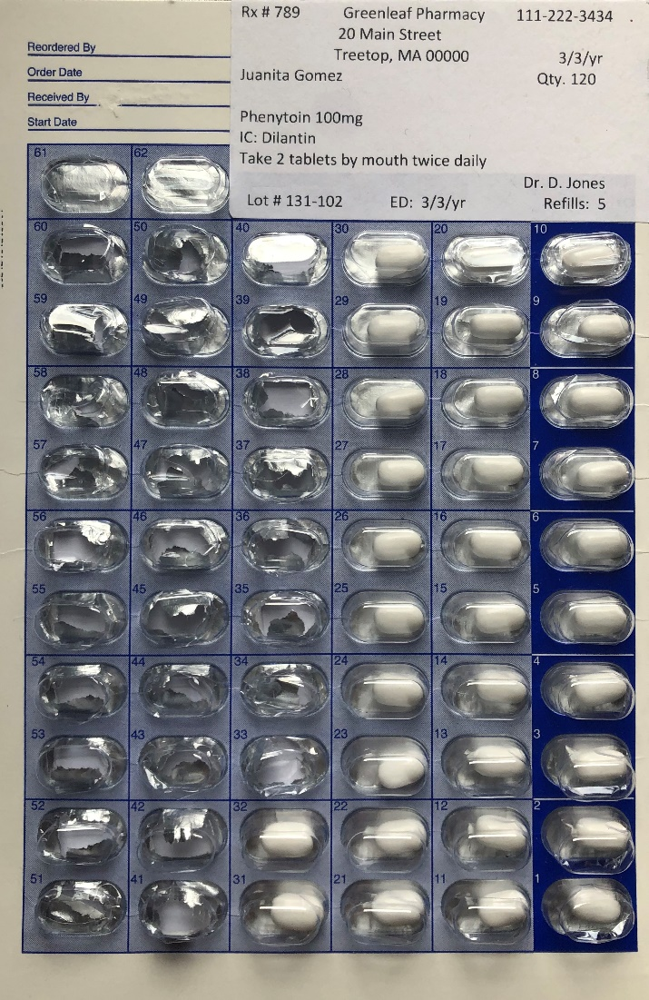 Rx # 789 Greenleaf Pharmacy 111-222-3434 .
20 Main Street
Treetop, MA 00000 3/3/yr
Juanita Gomez Qty. 120
Phenytoin 100mg
IC: Dilantin
Take 2 tablets by mouth twice daily
Dr. D. Jones
Lot # 131-102 ED: 3/3/yr Refills: 5
Reordered By
Order Date
Received By
Start Date
61 62
60 50 40 30 20 10
59 49 39 29 19 9
58 48 38 28 18 8
57 47 37 27 17 7
56 46 36 26 16 6
55 45 35 25 15 5
54 44 34 24 14 4
53 43 33 23 13 3
52 42 32 22 12 2
51 41 31 21 11 1